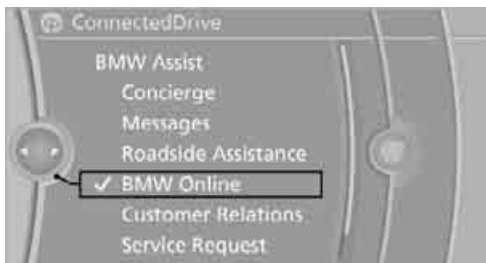 ConnectedDrive
BMW Assist
Concierge
Messages
Roadside Assistance
✓ BMW Online
Customer Relations
Service Request